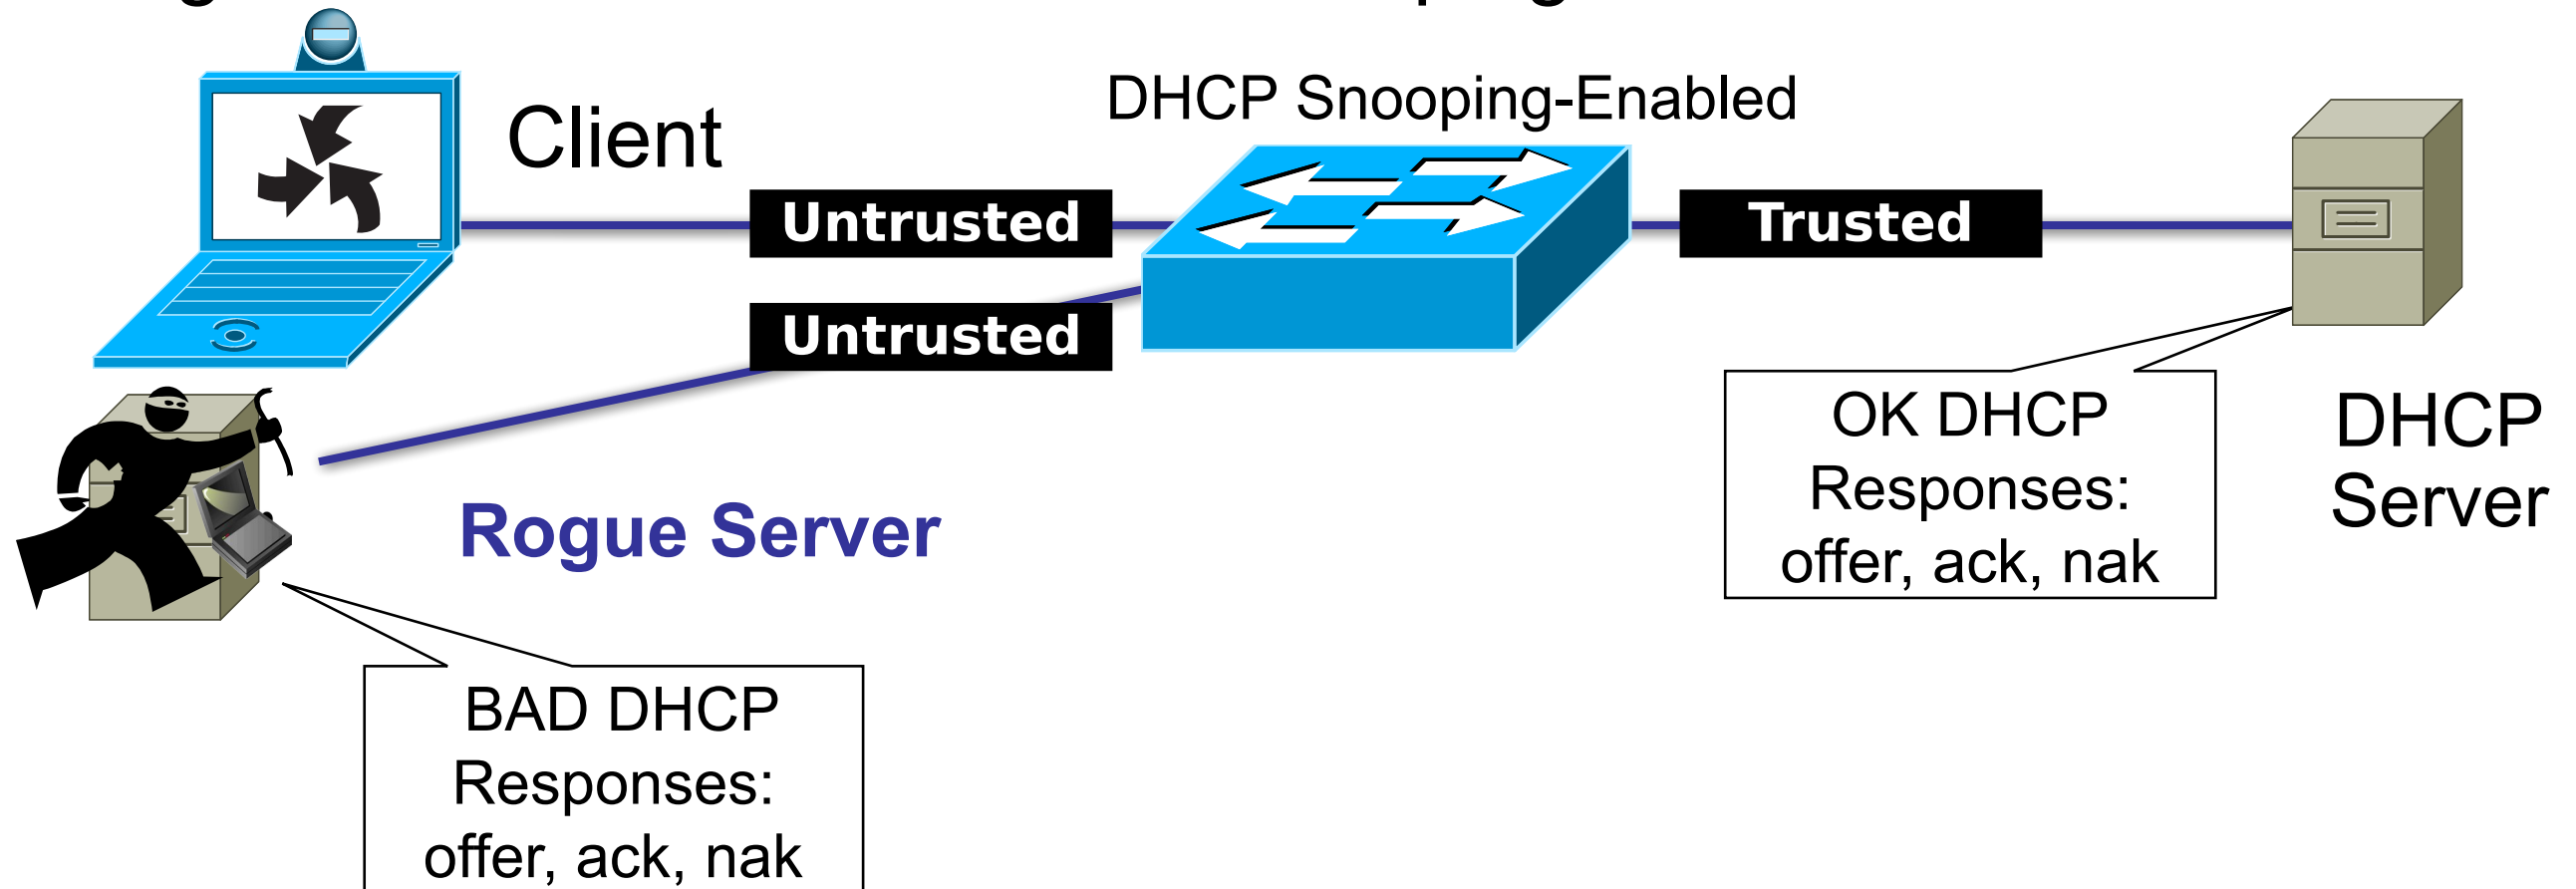 Client
DHCP Snooping-Enabled
Untrusted
Trusted
Untrusted
OK DHCP
Responses:
offer, ack, nak
DHCP
Server
Rogue Server
BAD DHCP
Responses:
offer, ack, nak